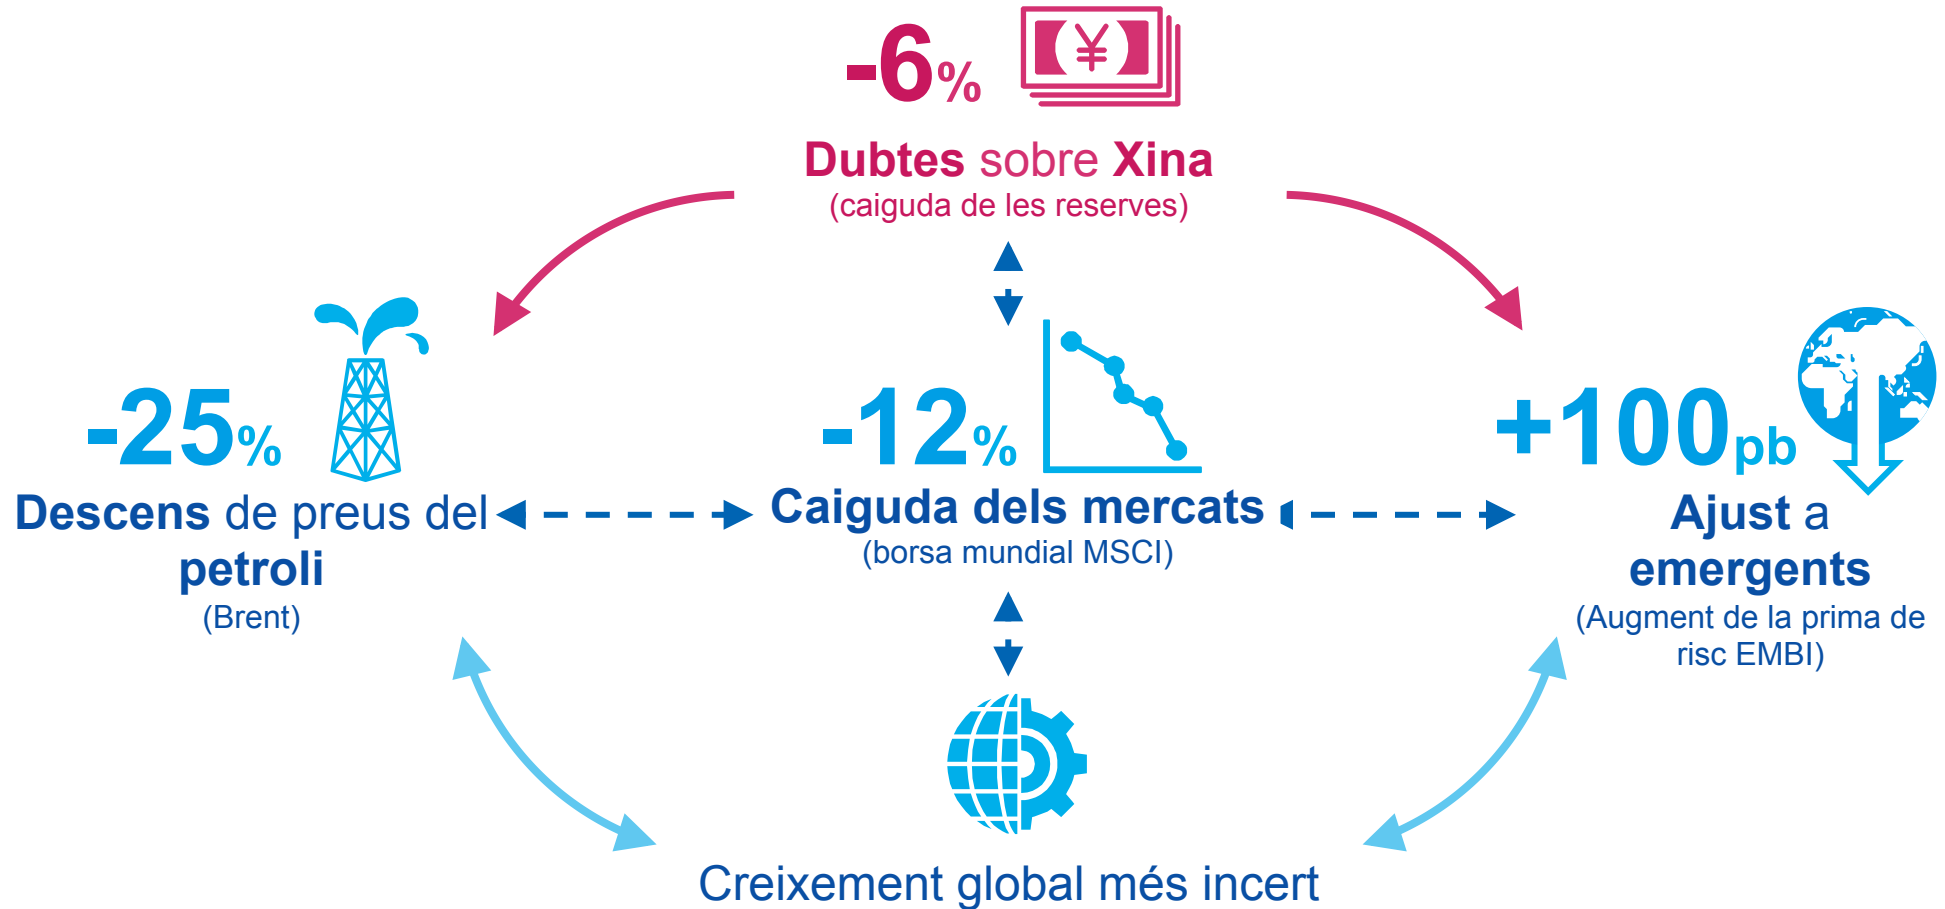 -6%
¥
Dubtes sobre Xina
(caiguda de les reserves)
-25%
Descens de preus del
petroli
(Brent)
-12%
Caiguda dels mercats
(borsa mundial MSCI)
+100pb
Ajust a
emergents
(Augment de la prima de
risc EMBI)
Creixement global més incert